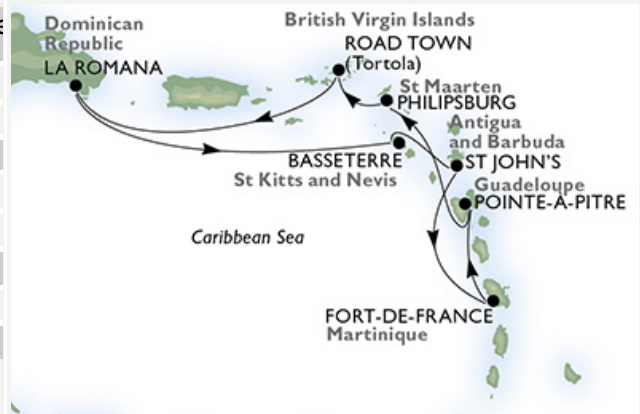 Dominican
Republic
LA ROMANA
British Virgin Islands
ROAD TOWN
(Tortola)
St Maarten
PHILIPSBURG
Antigua
and Barbuda
ST JOHN'S
BASSETERRE
St Kitts and Nevis
Guadeloupe
POINTE-À-PITRE
Caribbean Sea
FORT-DE-FRANCE
Martinique